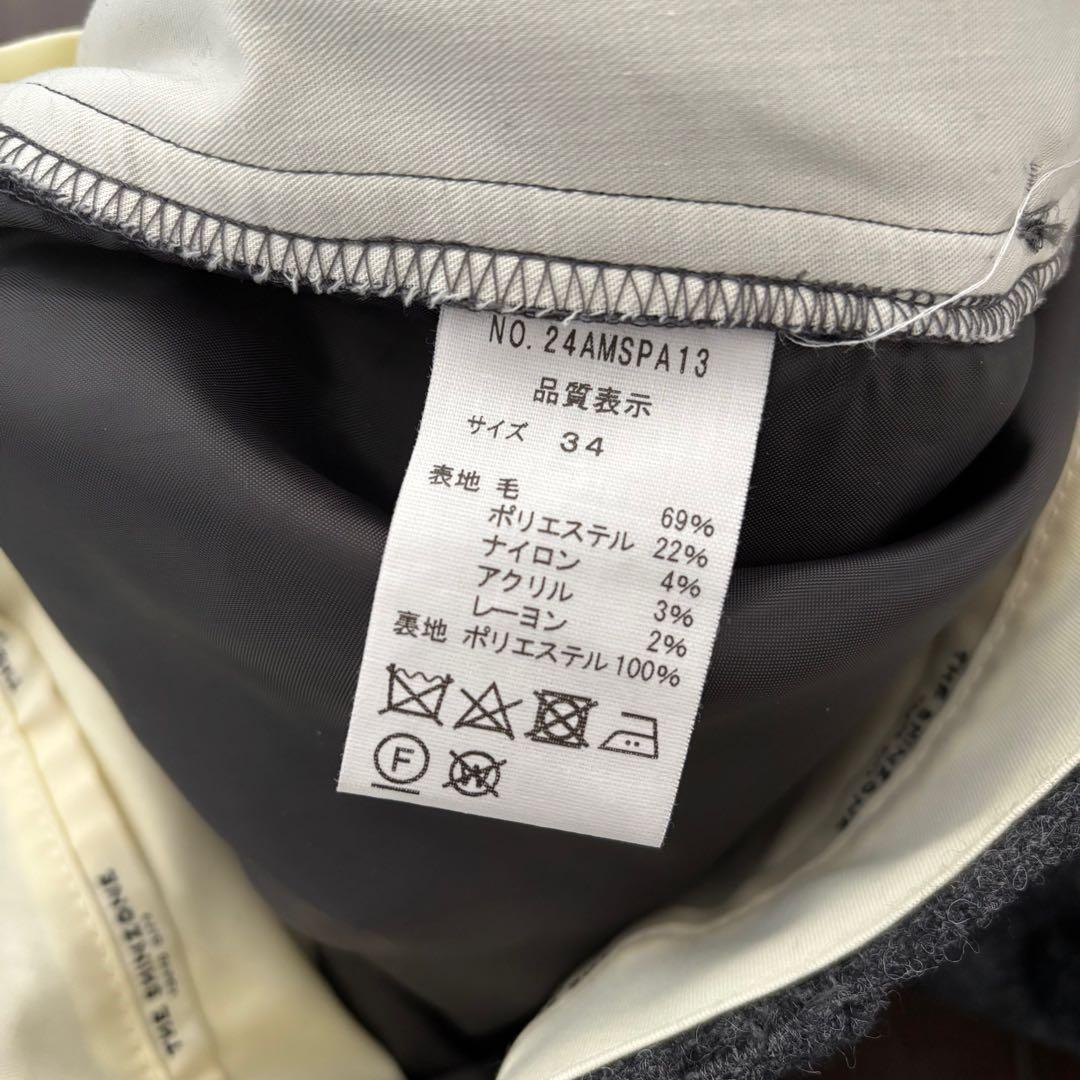 NO. 24AMSPA13
品質表示
サイズ 34
表地 毛 69%
ポリエステル 22%
ナイロン 4%
アクリル 3%
レーヨン 2%
裏地 ポリエステル 100%
F
W
THE SHINZONE
THE SHINZONE